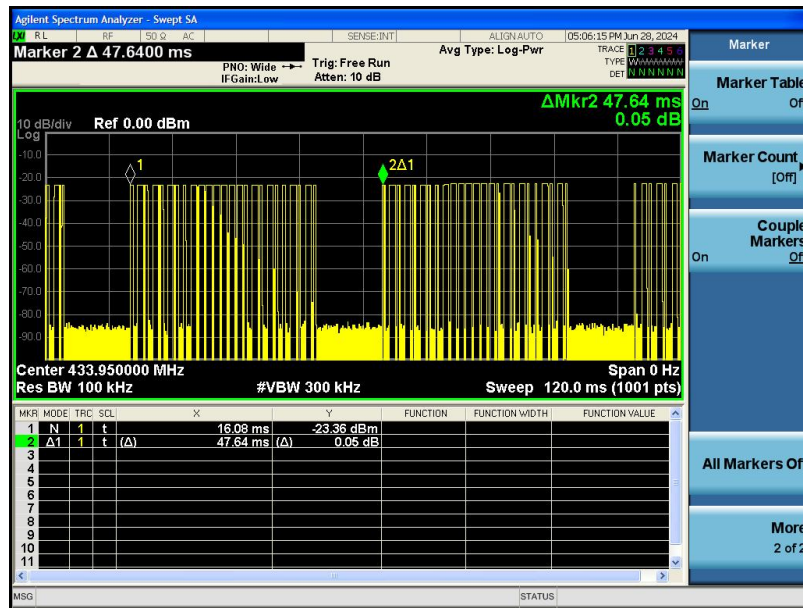 Agilent Spectrum Analyzer - Swept SA
LXI RL RF 50 Ω AC SENSE:INT ALIGN AUTO 05:06:15 PM Jun 28, 2024
Marker 2 Δ 47.6400 ms
PNO: Wide
IFGain:Low
Trig: Free Run
Atten: 10 dB
Avg Type: Log-Pwr
TRACE 1 2 3 4 5 6
TYPE W
DET N N N N N N
ΔMkr2 47.64 ms
0.05 dB
10 dB/div Ref 0.00 dBm
Log
1
2Δ1
-10.0
-20.0
-30.0
-40.0
-50.0
-60.0
-70.0
-80.0
-90.0
Center 433.950000 MHz Span 0 Hz
Res BW 100 kHz #VBW 300 kHz Sweep 120.0 ms (1001 pts)
MKR MODE TRC SCL X Y FUNCTION FUNCTION WIDTH FUNCTION VALUE
1 N 1 t 16.08 ms -23.36 dBm
2 Δ1 1 t (Δ) 47.64 ms (Δ) 0.05 dB
3
4
5
6
7
8
9
10
11
MSG STATUS
Marker
Marker Table
On Of
Marker Count
[Off]
Couple
Markers
On Of
All Markers Of
More
2 of 2